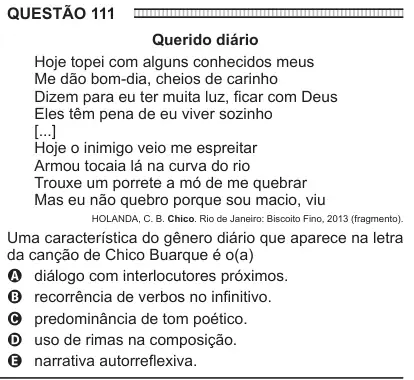 QUESTÃO 111
Querido diário
Hoje topei com alguns conhecidos meus
Me dão bom-dia, cheios de carinho
Dizem para eu ter muita luz, ficar com Deus
Eles têm pena de eu viver sozinho
[...]
Hoje o inimigo veio me espreitar
Armou tocaia lá na curva do rio
Trouxe um porrete a mó de me quebrar
Mas eu não quebro porque sou macio, viu
HOLANDA, C. B. Chico. Rio de Janeiro: Biscoito Fino, 2013 (fragmento).
Uma característica do gênero diário que aparece na letra
da canção de Chico Buarque é o(a)
A diálogo com interlocutores próximos.
B recorrência de verbos no infinitivo.
C predominância de tom poético.
D uso de rimas na composição.
E narrativa autorreflexiva.